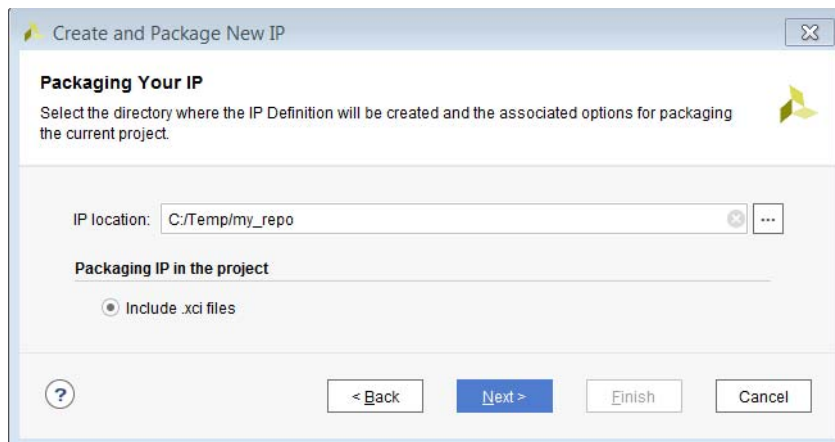 Create and Package New IP
Packaging Your IP
Select the directory where the IP Definition will be created and the associated options for packaging
the current project.
IP location: C:/Temp/my_repo ...
Packaging IP in the project
Include .xci files
? < Back Next > Finish Cancel